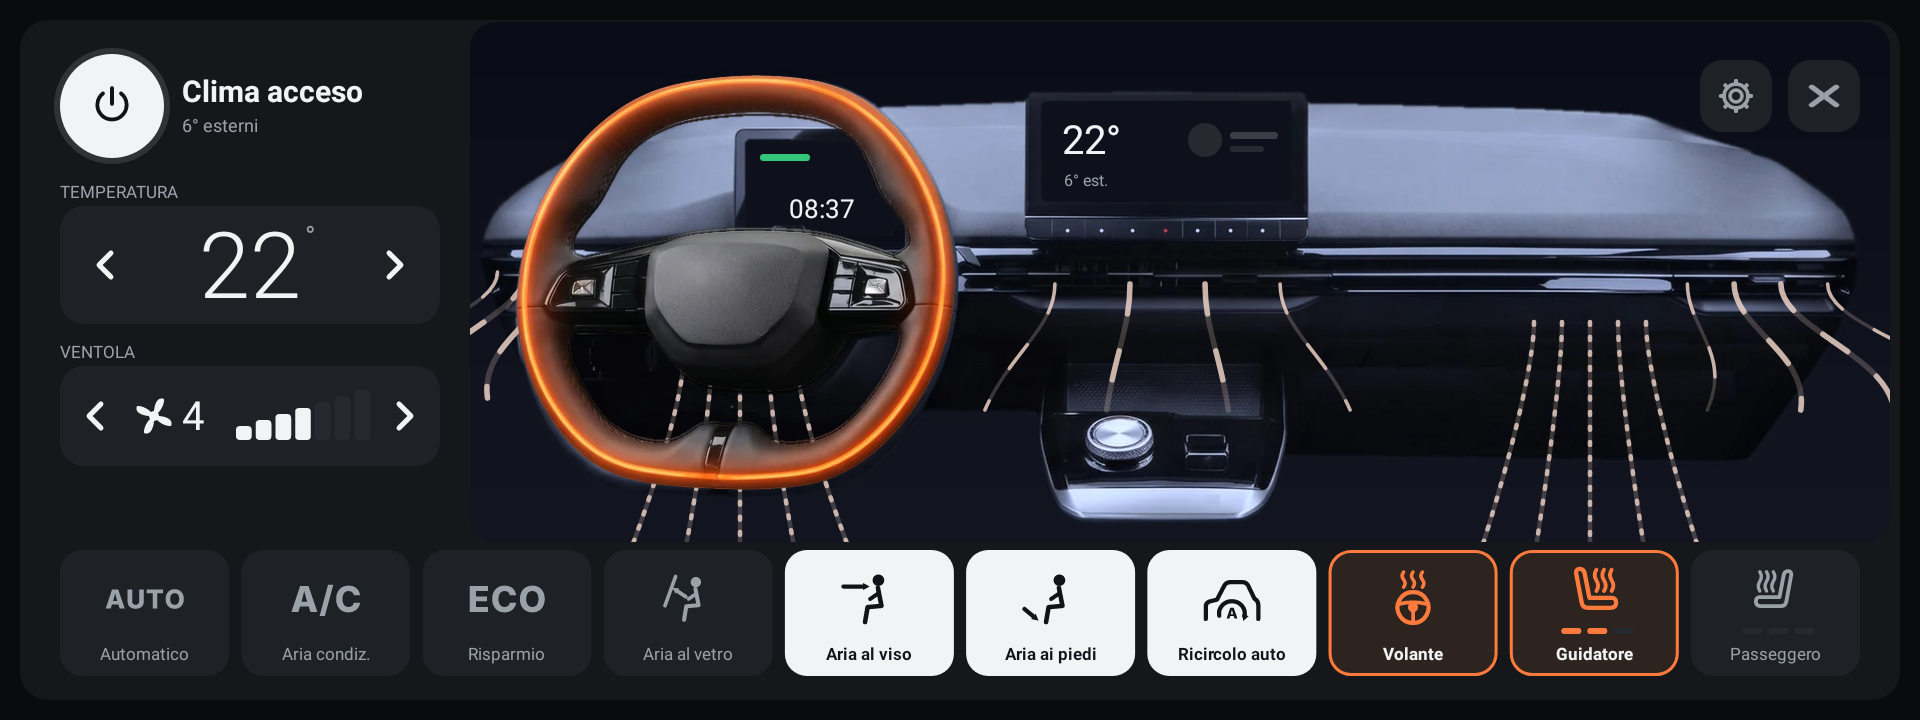 Clima acceso
6° esterni
TEMPERATURA
22°
VENTOLA
4
08:37
22°
6° est.
AUTO
Automatico
A/C
Aria condiz.
ECO
Risparmio
Aria al vetro
Aria al viso
Aria ai piedi
A
Ricircolo auto
Volante
Guidatore
Passeggero